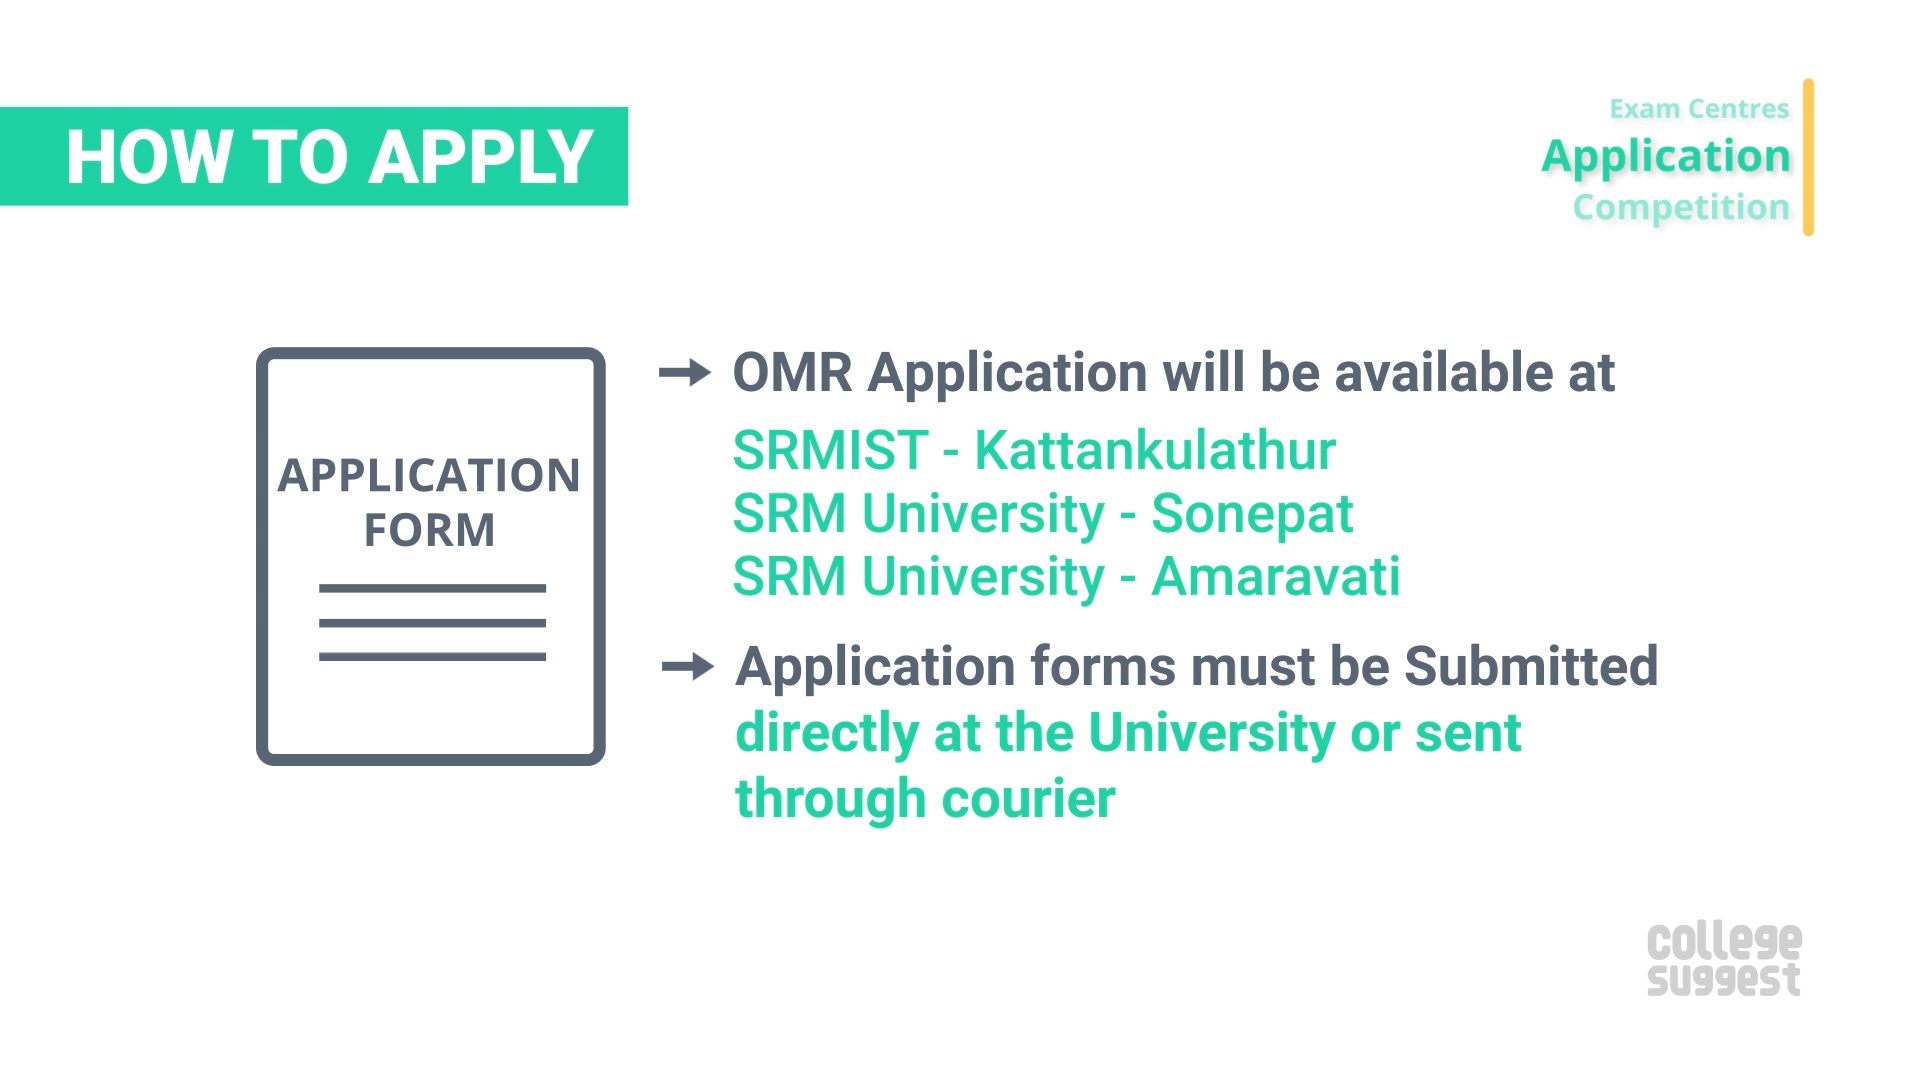 HOW TO APPLY
Exam Centres
Application
Competition
APPLICATION
FORM
OMR Application will be available at
SRMIST - Kattankulathur
SRM University - Sonepat
SRM University - Amaravati
Application forms must be Submitted
directly at the University or sent
through courier
college
suggest